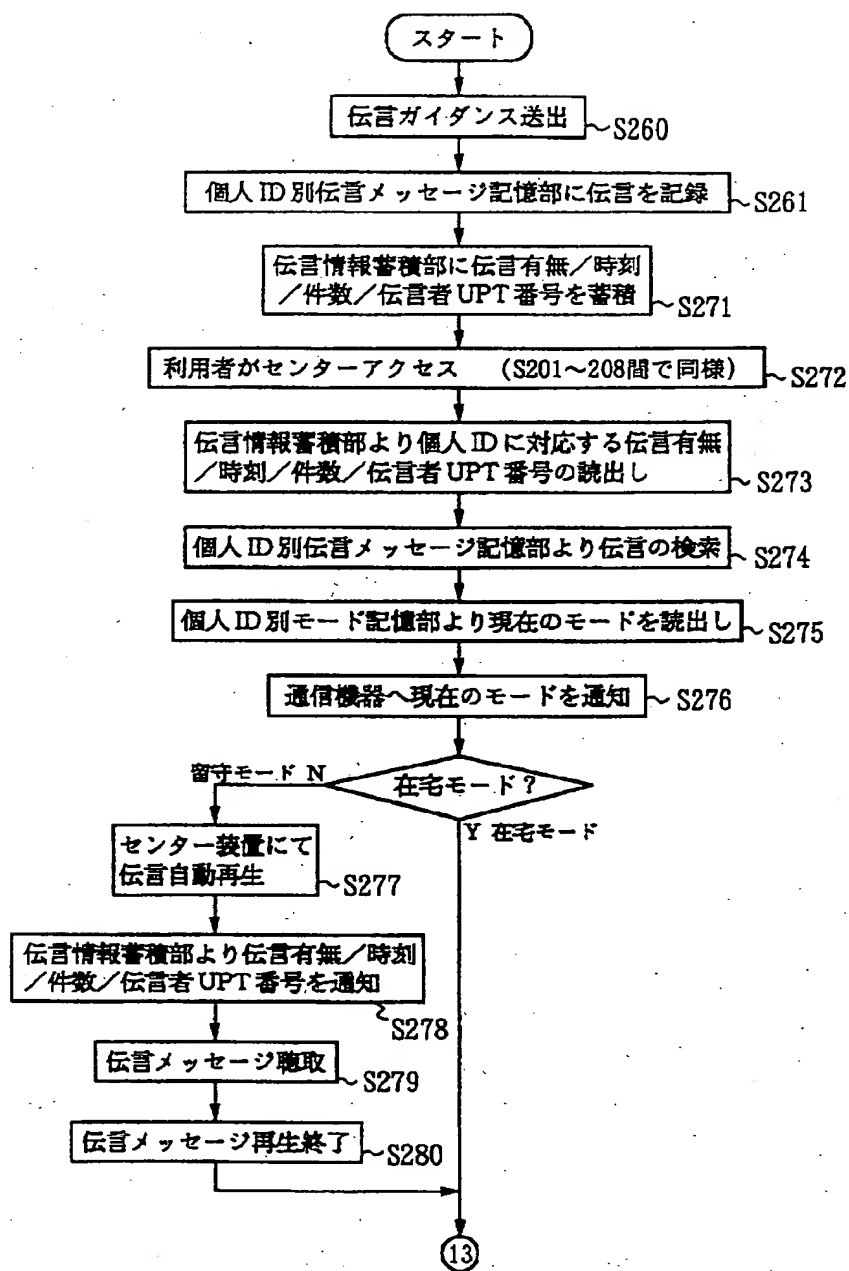 スタート
伝言ガイダンス送出
S260
個人ID別伝言メッセージ記憶部に伝言を記録
S261
伝言情報蓄積部に伝言有無/時刻
/件数/伝言者UPT番号を蓄積
S271
利用者がセンターアクセス (S201〜208間で同様)
S272
伝言情報蓄積部より個人IDに対応する伝言有無
/時刻/件数/伝言者UPT番号の読出し
S273
個人ID別伝言メッセージ記憶部より伝言の検索
S274
個人ID別モード記憶部より現在のモードを読出し
S275
通信機器へ現在のモードを通知
S276
在宅モード?
留守モード N
Y 在宅モード
センター装置にて
伝言自動再生
S277
伝言情報蓄積部より伝言有無/時刻
/件数/伝言者UPT番号を通知
S278
伝言メッセージ聴取
S279
伝言メッセージ再生終了
S280
13